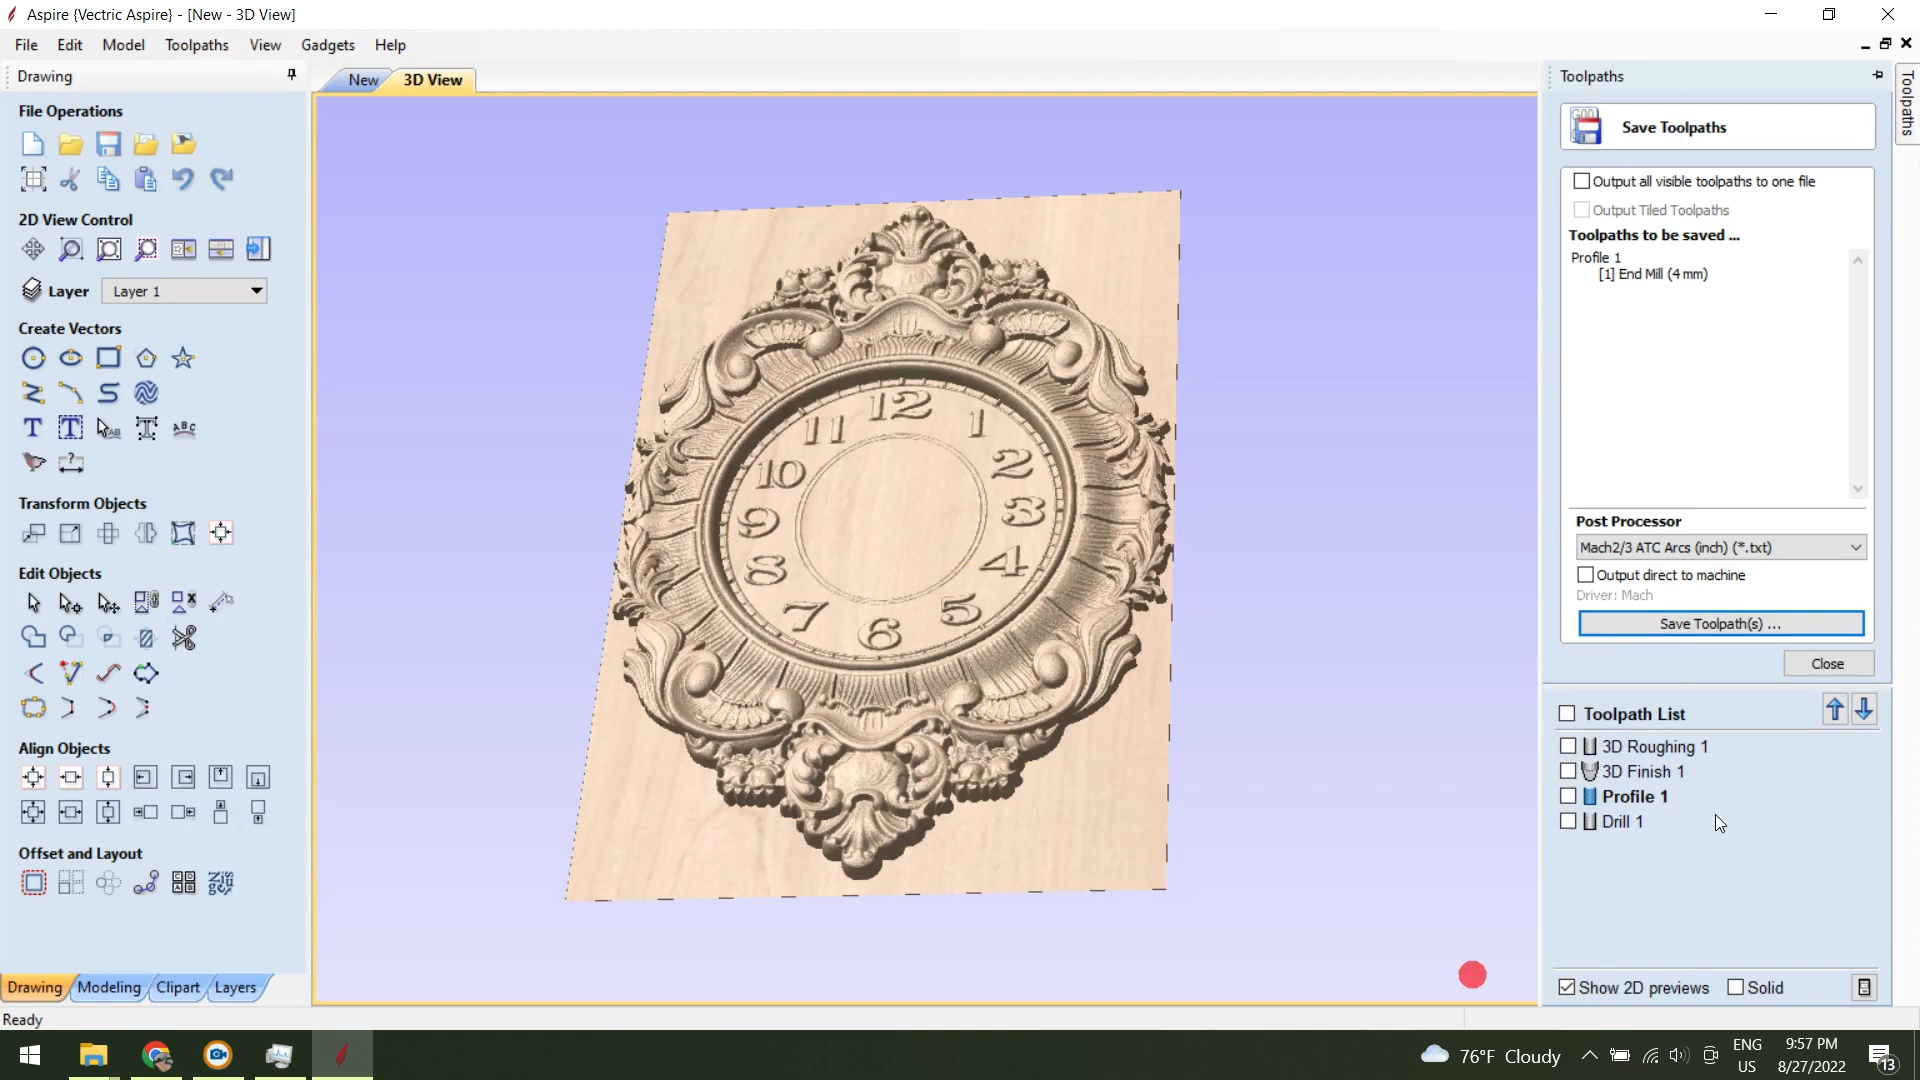 Aspire {Vectric Aspire} - [New - 3D View]
File Edit Model Toolpaths View Gadgets Help
Drawing
File Operations
2D View Control
Layer Layer 1
Create Vectors
Transform Objects
Edit Objects
Align Objects
Offset and Layout
Drawing Modeling Clipart Layers
Ready
New 3D View
12
1
2
3
4
5
6
7
8
9
10
11
Toolpaths
Toolpaths
Save Toolpaths
Output all visible toolpaths to one file
Output Tiled Toolpaths
Toolpaths to be saved ...
Profile 1
[1] End Mill (4 mm)
Post Processor
Mach2/3 ATC Arcs (inch) (*.txt)
Output direct to machine
Driver: Mach
Save Toolpath(s) ...
Close
Toolpath List
3D Roughing 1
3D Finish 1
Profile 1
Drill 1
Show 2D previews Solid
76°F Cloudy
ENG
US
9:57 PM
8/27/2022
13